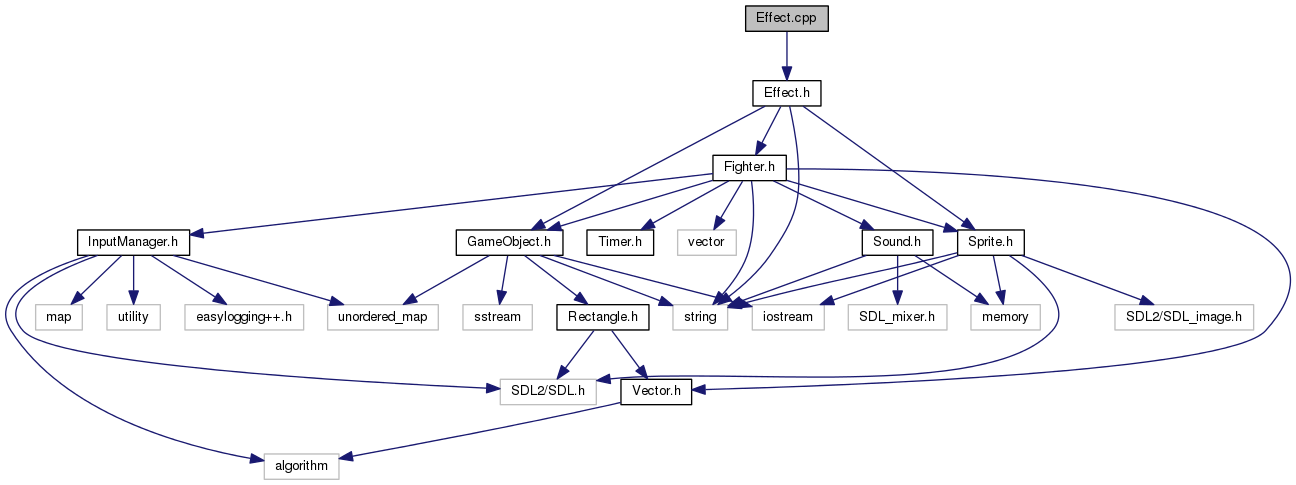 Effect.cpp
Effect.h
Fighter.h
InputManager.h
GameObject.h
Timer.h
vector
Sound.h
Sprite.h
map
utility
easylogging++.h
unordered_map
sstream
Rectangle.h
string
iostream
SDL_mixer.h
memory
SDL2/SDL_image.h
SDL2/SDL.h
Vector.h
algorithm